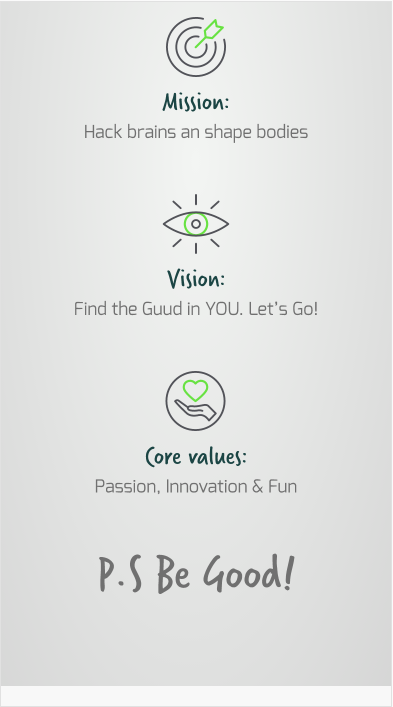 Mission:
Hack brains an shape bodies
Vision:
Find the Guud in YOU. Let's Go!
Core values:
Passion, Innovation & Fun
P.S Be Good!